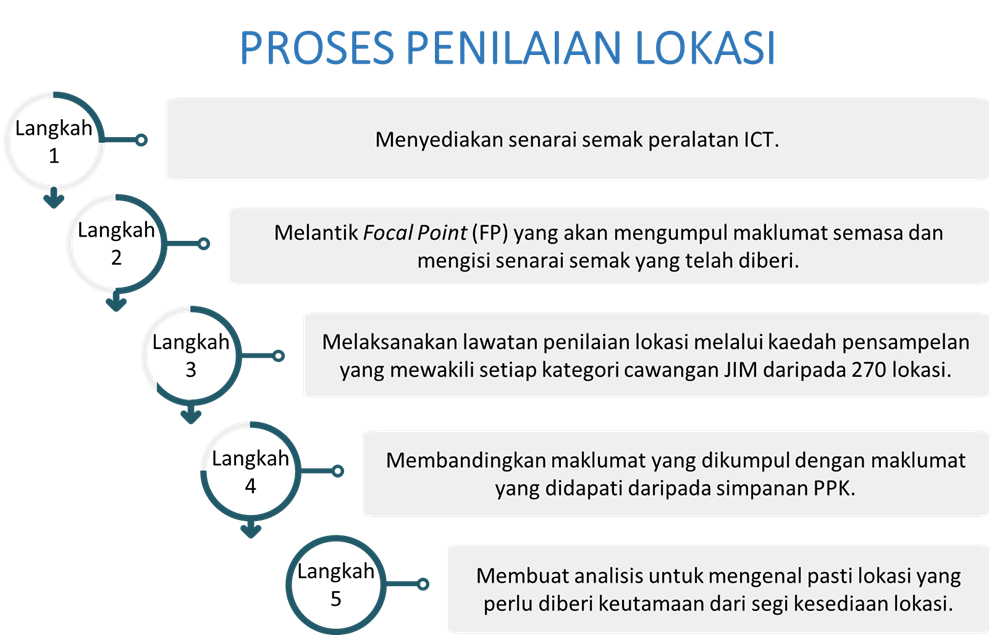 PROSES PENILAIAN LOKASI
Langkah
1
Menyediakan senarai semak peralatan ICT.
Langkah
2
Melantik Focal Point (FP) yang akan mengumpul maklumat semasa dan
mengisi senarai semak yang telah diberi.
Langkah
3
Melaksanakan lawatan penilaian lokasi melalui kaedah pensampelan
yang mewakili setiap kategori cawangan JIM daripada 270 lokasi.
Langkah
4
Membandingkan maklumat yang dikumpul dengan maklumat
yang didapati daripada simpanan PPK.
Langkah
5
Membuat analisis untuk mengenal pasti lokasi yang
perlu diberi keutamaan dari segi kesediaan lokasi.